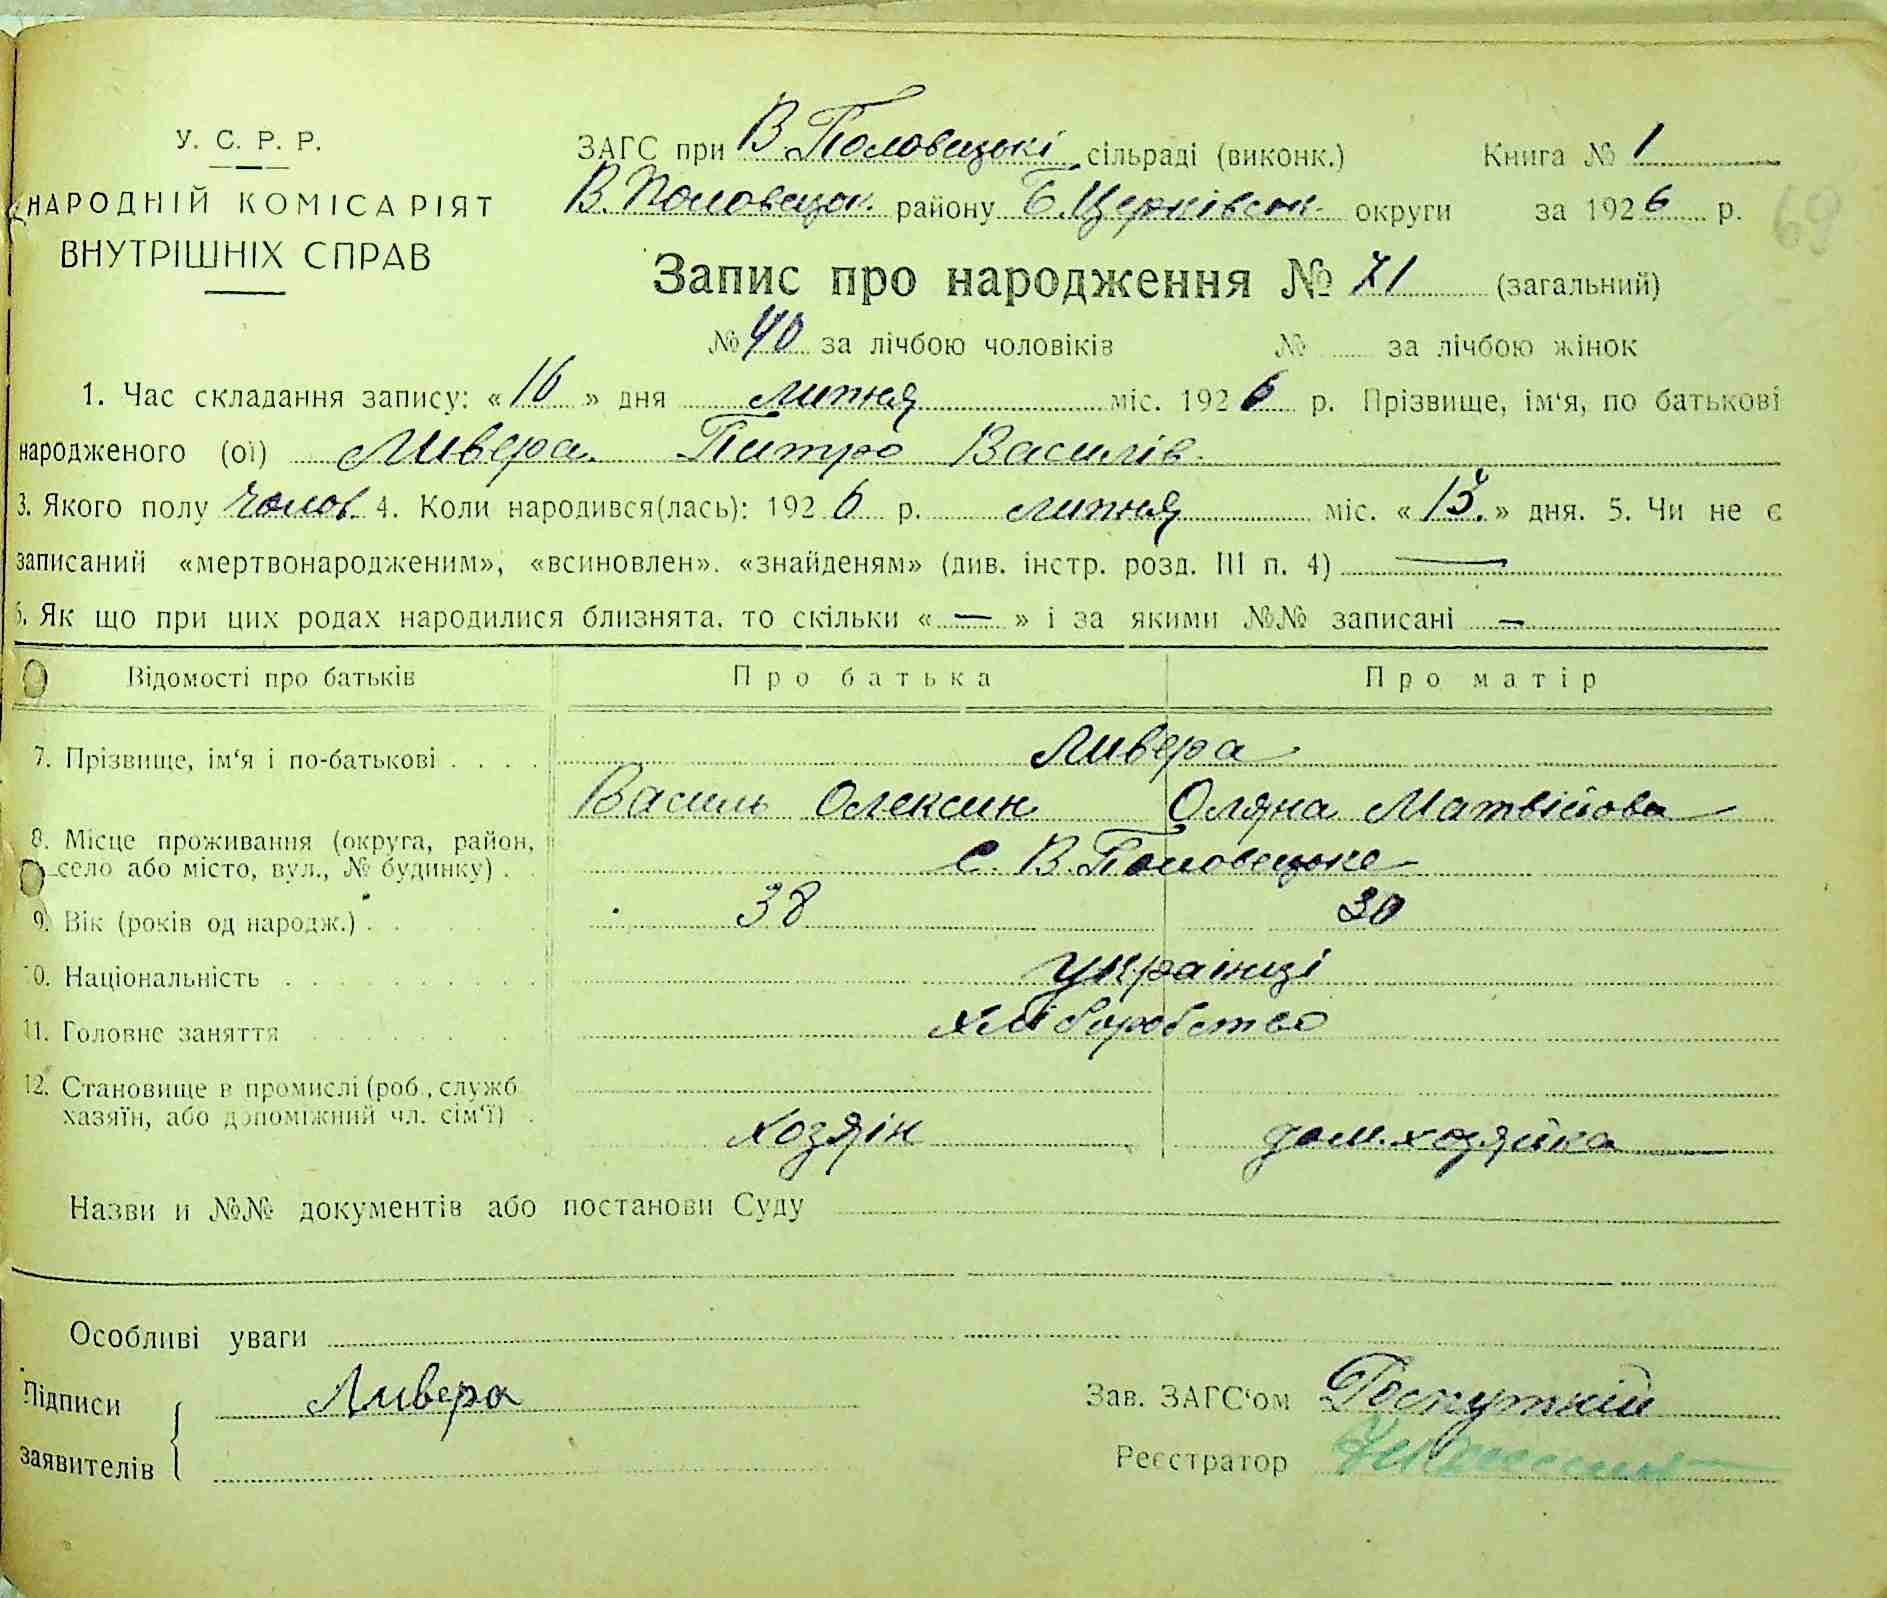 У. С. Р. Р.
НАРОДНІЙ КОМІСАРІЯТ
ВНУТРІШНІХ СПРАВ
ЗАГС при В Половецькі сільраді (виконк.) Книга № 1
В. Половецьк. району Б. Церківськ. округи за 1926 р.
69
Запис про народження № 71 (загальний)
№ 40 за лічбою чоловіків № за лічбою жінок
1. Час складання запису: «16» дня липня міс. 1926 р. Прізвище, ім'я, по батькові
народженого (ої) Ливера Питро Василів
3. Якого полу чолов. 4. Коли народився(лась): 1926 р. липня міс. «15.» дня. 5. Чи не є
записаний «мертвонародженим», «всиновлен». «знайденям» (див. інстр. розд. III п. 4) —
6. Як що при цих родах народилися близнята, то скільки «—» і за якими №№ записані —
Відомості про батьків Про батька Про матір
7. Прізвище, ім'я і по-батькові . . . . Ливера
Василь Олексин Оляна Матвійова
8. Місце проживання (округа, район,
село або місто, вул., № будинку) . с. В. Половецьке
9. Вік (років од народж.) . 38 30
10. Національність українці
11. Головне заняття хліборобство
12. Становище в промислі (роб., служб.
хазяїн, або допоміжний чл. сім'ї) . хозяін дом. хозяйка
Назви и №№ документів або постанови Суду
Особливі уваги
Підписи
заявителів
Ливера
Зав. ЗАГС'ом
Реєстратор